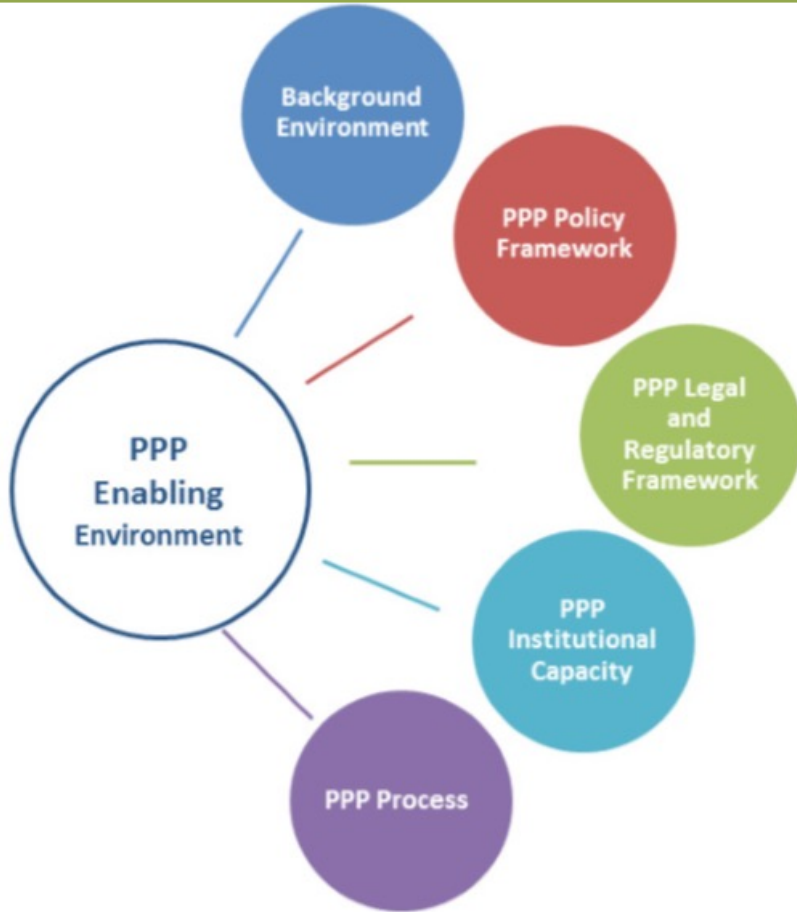 Background
Environment
PPP Policy
Framework
PPP Legal
and
Regulatory
Framework
PPP
Enabling
Environment
PPP
Institutional
Capacity
PPP Process